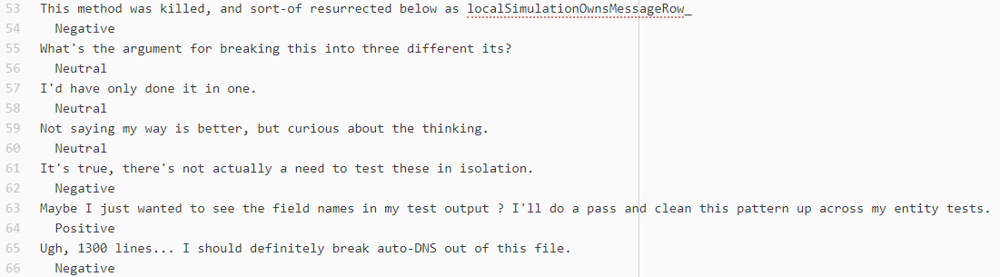 53 This method was killed, and sort-of resurrected below as localSimulationOwnsMessageRow_
54 Negative
55 What's the argument for breaking this into three different its?
56 Neutral
57 I'd have only done it in one.
58 Neutral
59 Not saying my way is better, but curious about the thinking.
60 Neutral
61 It's true, there's not actually a need to test these in isolation.
62 Negative
63 Maybe I just wanted to see the field names in my test output ? I'll do a pass and clean this pattern up across my entity tests.
64 Positive
65 Ugh, 1300 lines... I should definitely break auto-DNS out of this file.
66 Negative